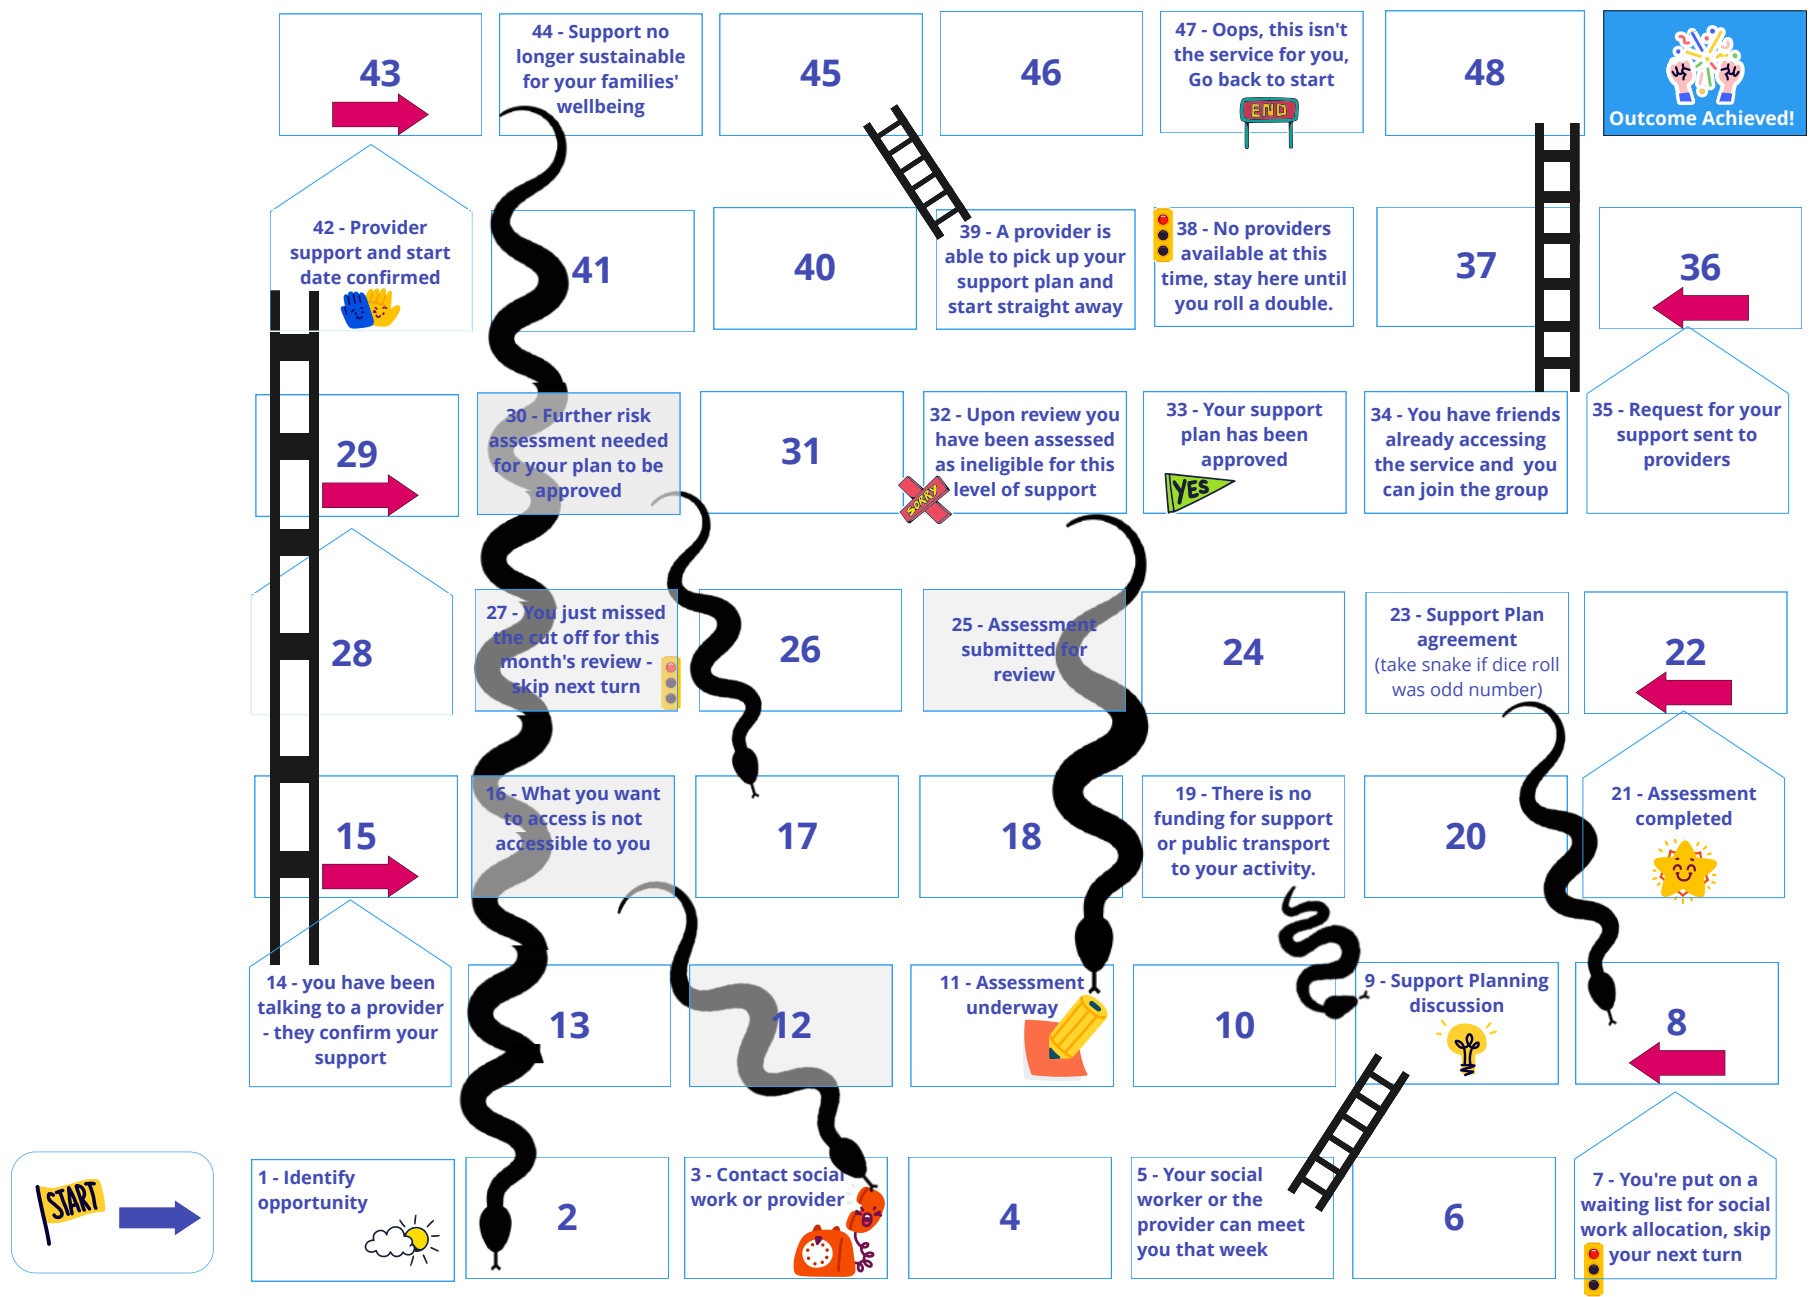 43
44 - Support no
longer sustainable
for your families'
wellbeing
45
46
47 - Oops, this isn't
the service for you,
Go back to start
END
48
Outcome Achieved!
42 - Provider
support and start
date confirmed
41
40
39 - A provider is
able to pick up your
support plan and
start straight away
38 - No providers
available at this
time, stay here until
you roll a double.
37
36
29
30 - Further risk
assessment needed
for your plan to be
approved
31
32 - Upon review you
have been assessed
as ineligible for this
level of support
SORRY
33 - Your support
plan has been
approved
YES
34 - You have friends
already accessing
the service and you
can join the group
35 - Request for your
support sent to
providers
28
27 - You just missed
the cut off for this
month's review -
skip next turn
26
25 - Assessment
submitted for
review
24
23 - Support Plan
agreement
(take snake if dice roll
was odd number)
22
15
16 - What you want
to access is not
accessible to you
17
18
19 - There is no
funding for support
or public transport
to your activity.
20
21 - Assessment
completed
14 - you have been
talking to a provider
- they confirm your
support
13
12
11 - Assessment
underway
10
9 - Support Planning
discussion
8
START
1 - Identify
opportunity
2
3 - Contact social
work or provider
4
5 - Your social
worker or the
provider can meet
you that week
6
7 - You're put on a
waiting list for social
work allocation, skip
your next turn